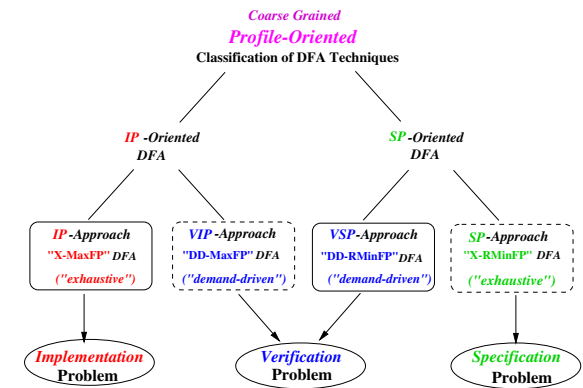 Coarse Grained
Profile-Oriented
Classification of DFA Techniques
IP -Oriented
DFA
SP -Oriented
DFA
IP -Approach
"X-MaxFP" DFA
("exhaustive")
VIP -Approach
"DD-MaxFP" DFA
("demand-driven")
VSP -Approach
"DD-RMinFP" DFA
("demand-driven")
SP -Approach
"X-RMinFP" DFA
("exhaustive")
Implementation
Problem
Verification
Problem
Specification
Problem